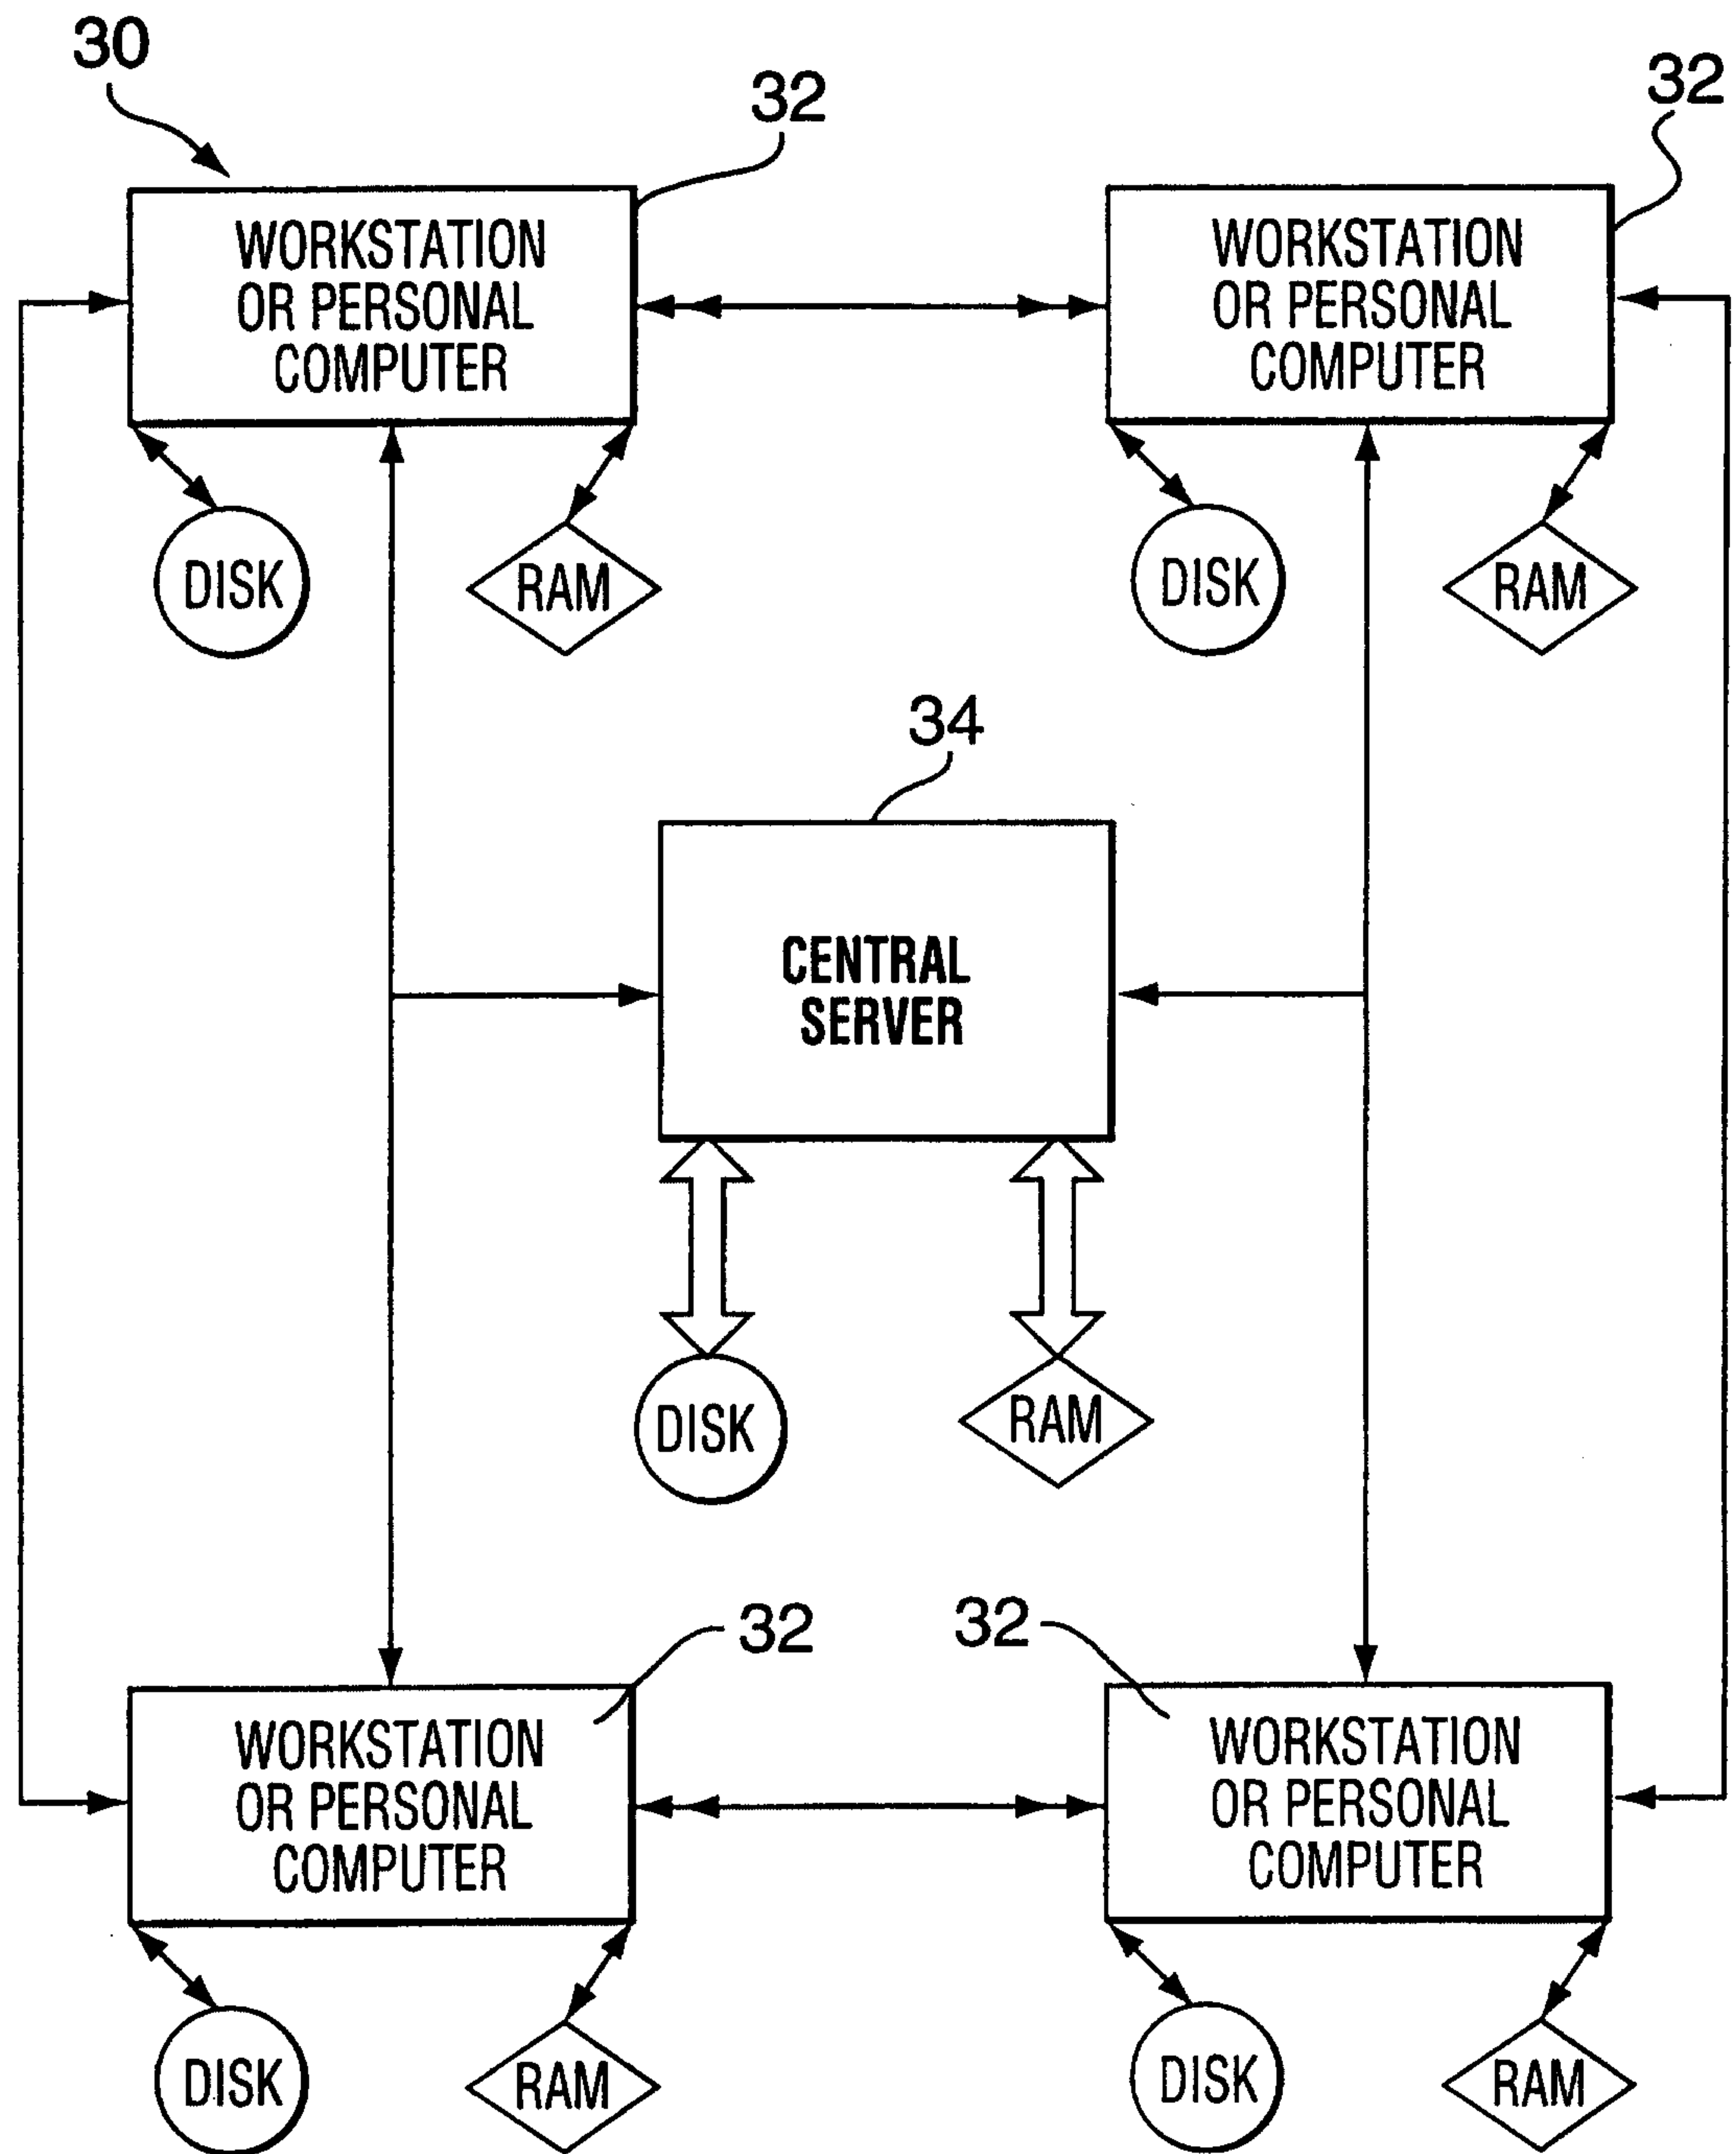 30
32
32
WORKSTATION
OR PERSONAL
COMPUTER
WORKSTATION
OR PERSONAL
COMPUTER
DISK
RAM
DISK
RAM
34
CENTRAL
SERVER
DISK
RAM
32
32
WORKSTATION
OR PERSONAL
COMPUTER
WORKSTATION
OR PERSONAL
COMPUTER
DISK
RAM
DISK
RAM